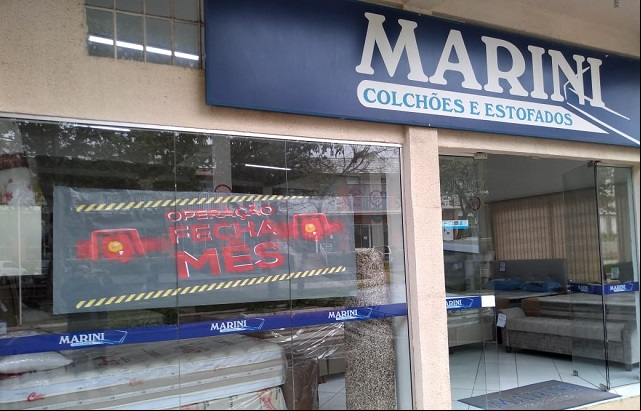 MARINI
COLCHÕES E ESTOFADOS
OPERAÇÃO
FECHA
MÊS
MARINI
MARINI
MARINI
MARINI
MARINI